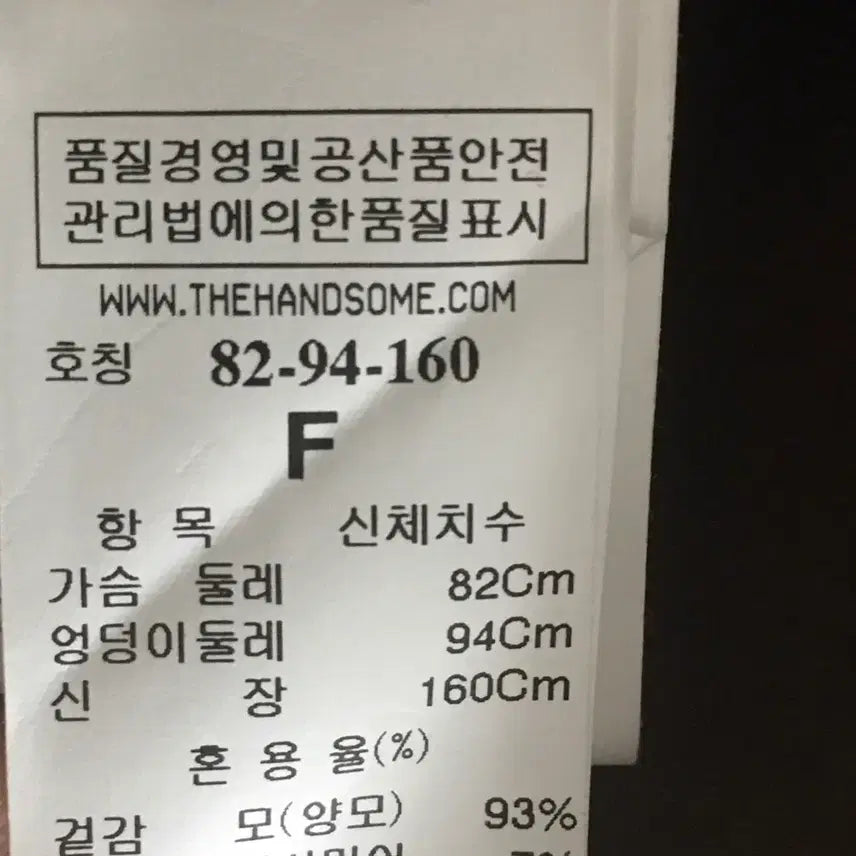 품질경영및공산품안전
관리법에의한품질표시
WWW.THEHANDSOME.COM
호칭 82-94-160
F
항 목 신체치수
가슴 둘레 82Cm
엉덩이둘레 94Cm
신 장 160Cm
혼 용 율(%)
겉감 모(양모) 93%